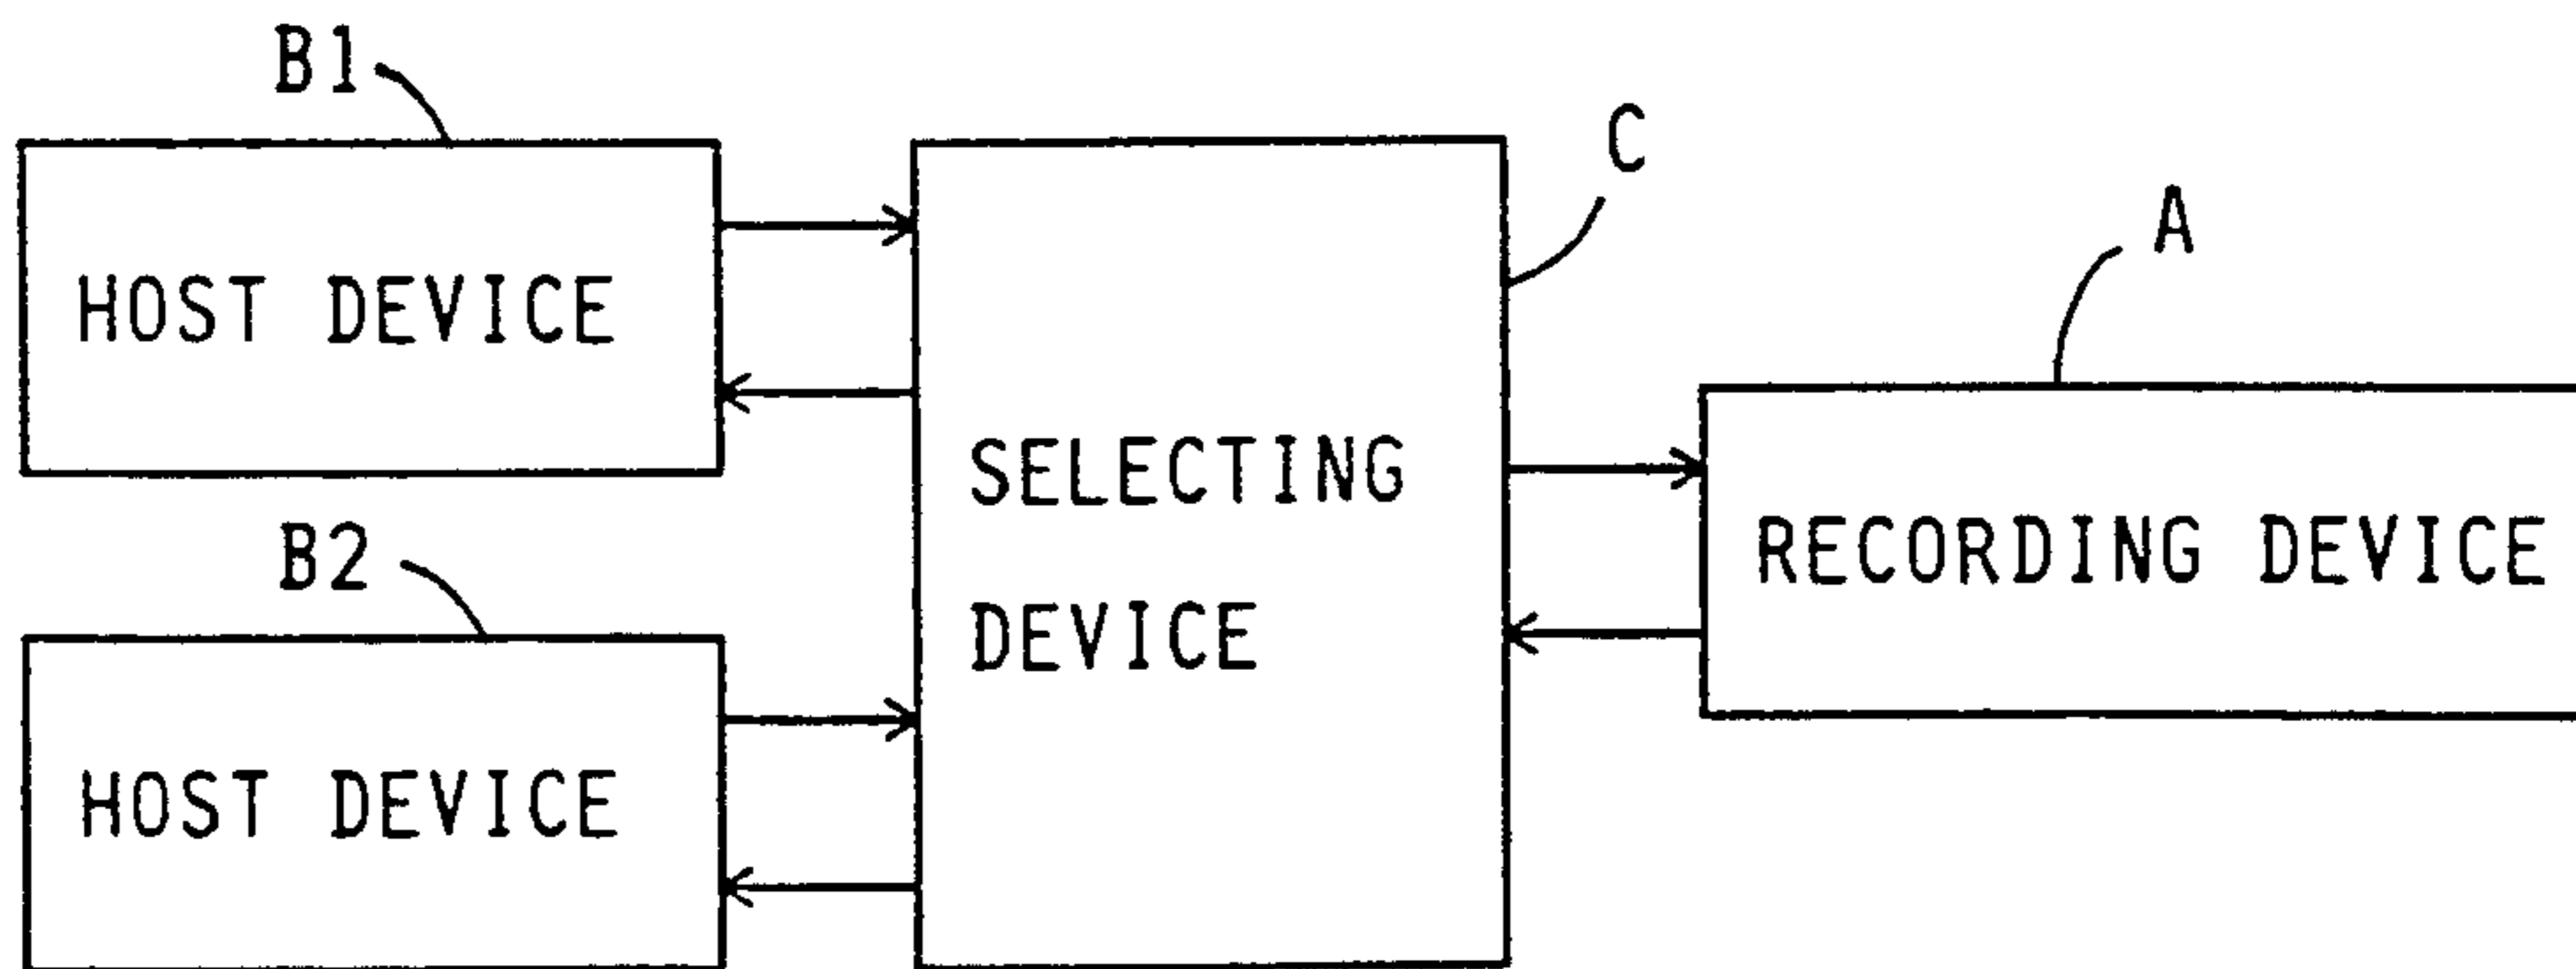 B1
HOST DEVICE
B2
HOST DEVICE
C
SELECTING
DEVICE
A
RECORDING DEVICE